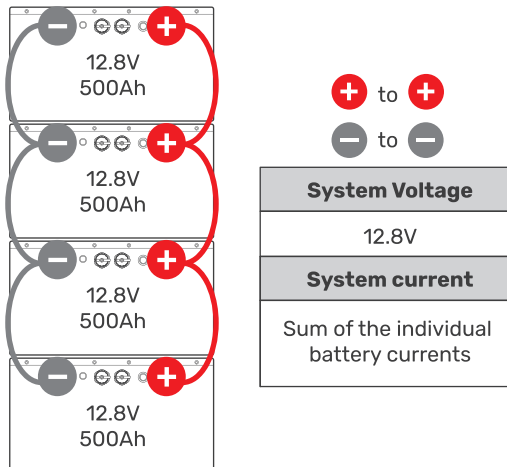 12.8V
500Ah
12.8V
500Ah
12.8V
500Ah
12.8V
500Ah
+ to +
− to −
System Voltage
12.8V
System current
Sum of the individual
battery currents